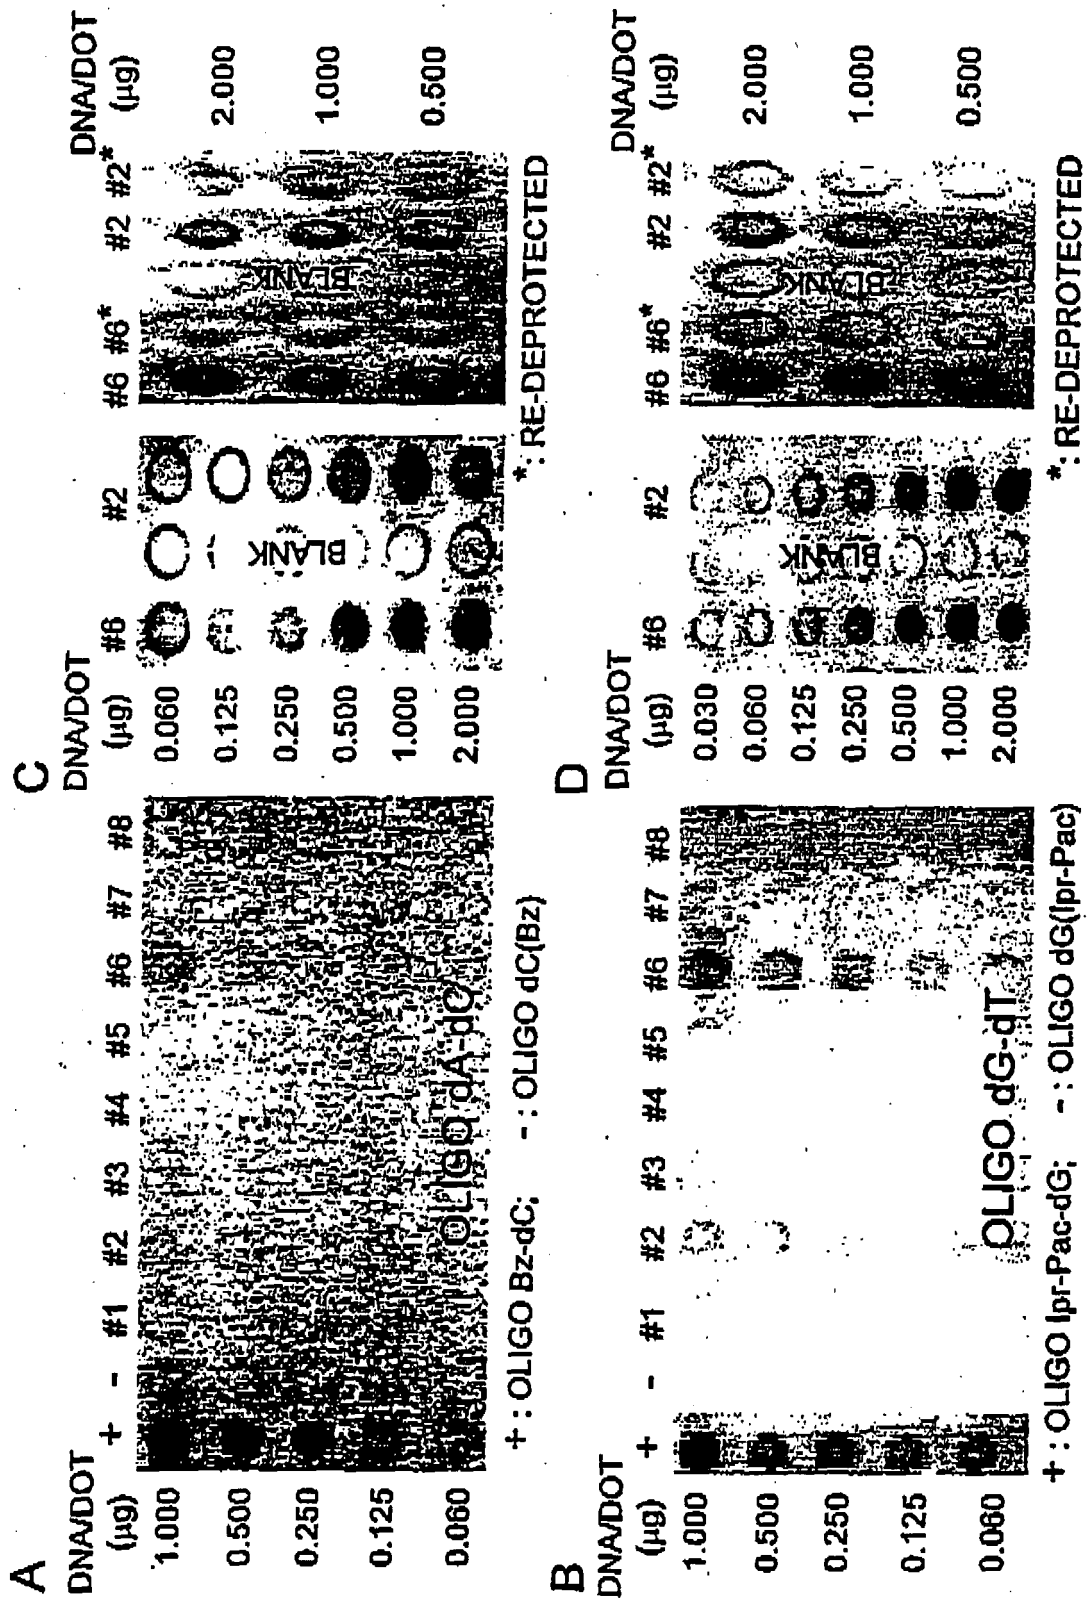 A
DNA/DOT
(µg)
+ - #1 #2 #3 #4 #5 #6 #7 #8
1.000
0.500
0.250
0.125
0.060
OLIGO dA-dC
+ : OLIGO Bz-dC; - : OLIGO dC(Bz)
B
DNA/DOT
(µg)
+ - #1 #2 #3 #4 #5 #6 #7 #8
1.000
0.500
0.250
0.125
0.060
OLIGO dG-dT
+ : OLIGO Ipr-Pac-dG; - : OLIGO dG(Ipr-Pac)
C
DNA/DOT
(µg)
#6 #2
0.060
0.125
0.250
0.500
1.000
2.000
BLANK
#6 #6* #2 #2*
DNA/DOT
(µg)
2.000
1.000
0.500
BLANK
*: RE-DEPROTECTED
D
DNA/DOT
(µg)
#6 #2
0.030
0.060
0.125
0.250
0.500
1.000
2.000
BLANK
#6 #6* #2 #2*
DNA/DOT
(µg)
2.000
1.000
0.500
BLANK
*: RE-DEPROTECTED